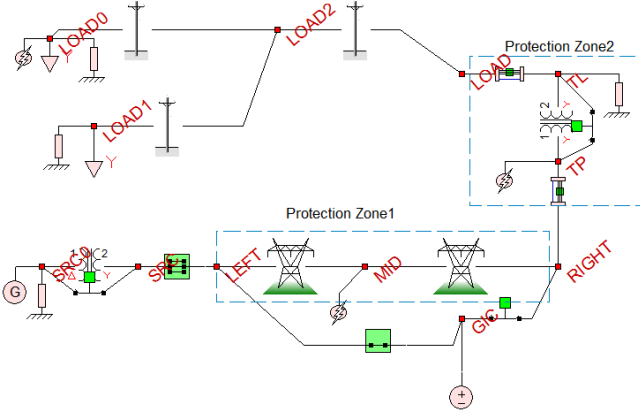 LOAD0
Y
LOAD2
LOAD1
Y
Protection Zone2
LOAD
TL
2
Y
1
Y
TP
Protection Zone1
G
SRC0
1
2
Y
SRC
LEFT
MID
RIGHT
GIC